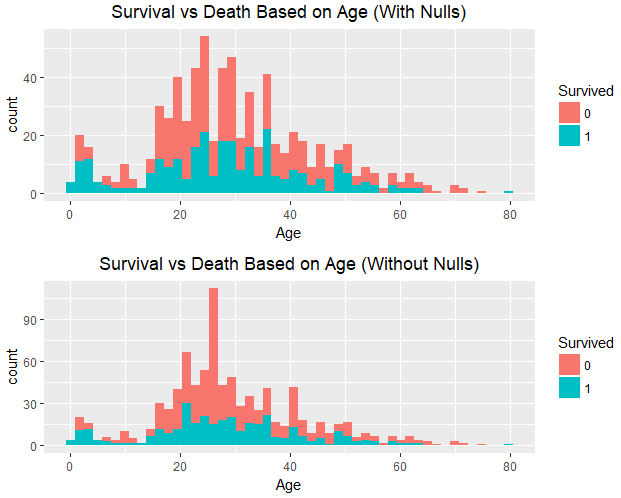 Survival vs Death Based on Age (With Nulls)
40
20
0
count
0 20 40 60 80
Age
Survived
0
1
Survival vs Death Based on Age (Without Nulls)
90
60
30
0
count
0 20 40 60 80
Age
Survived
0
1